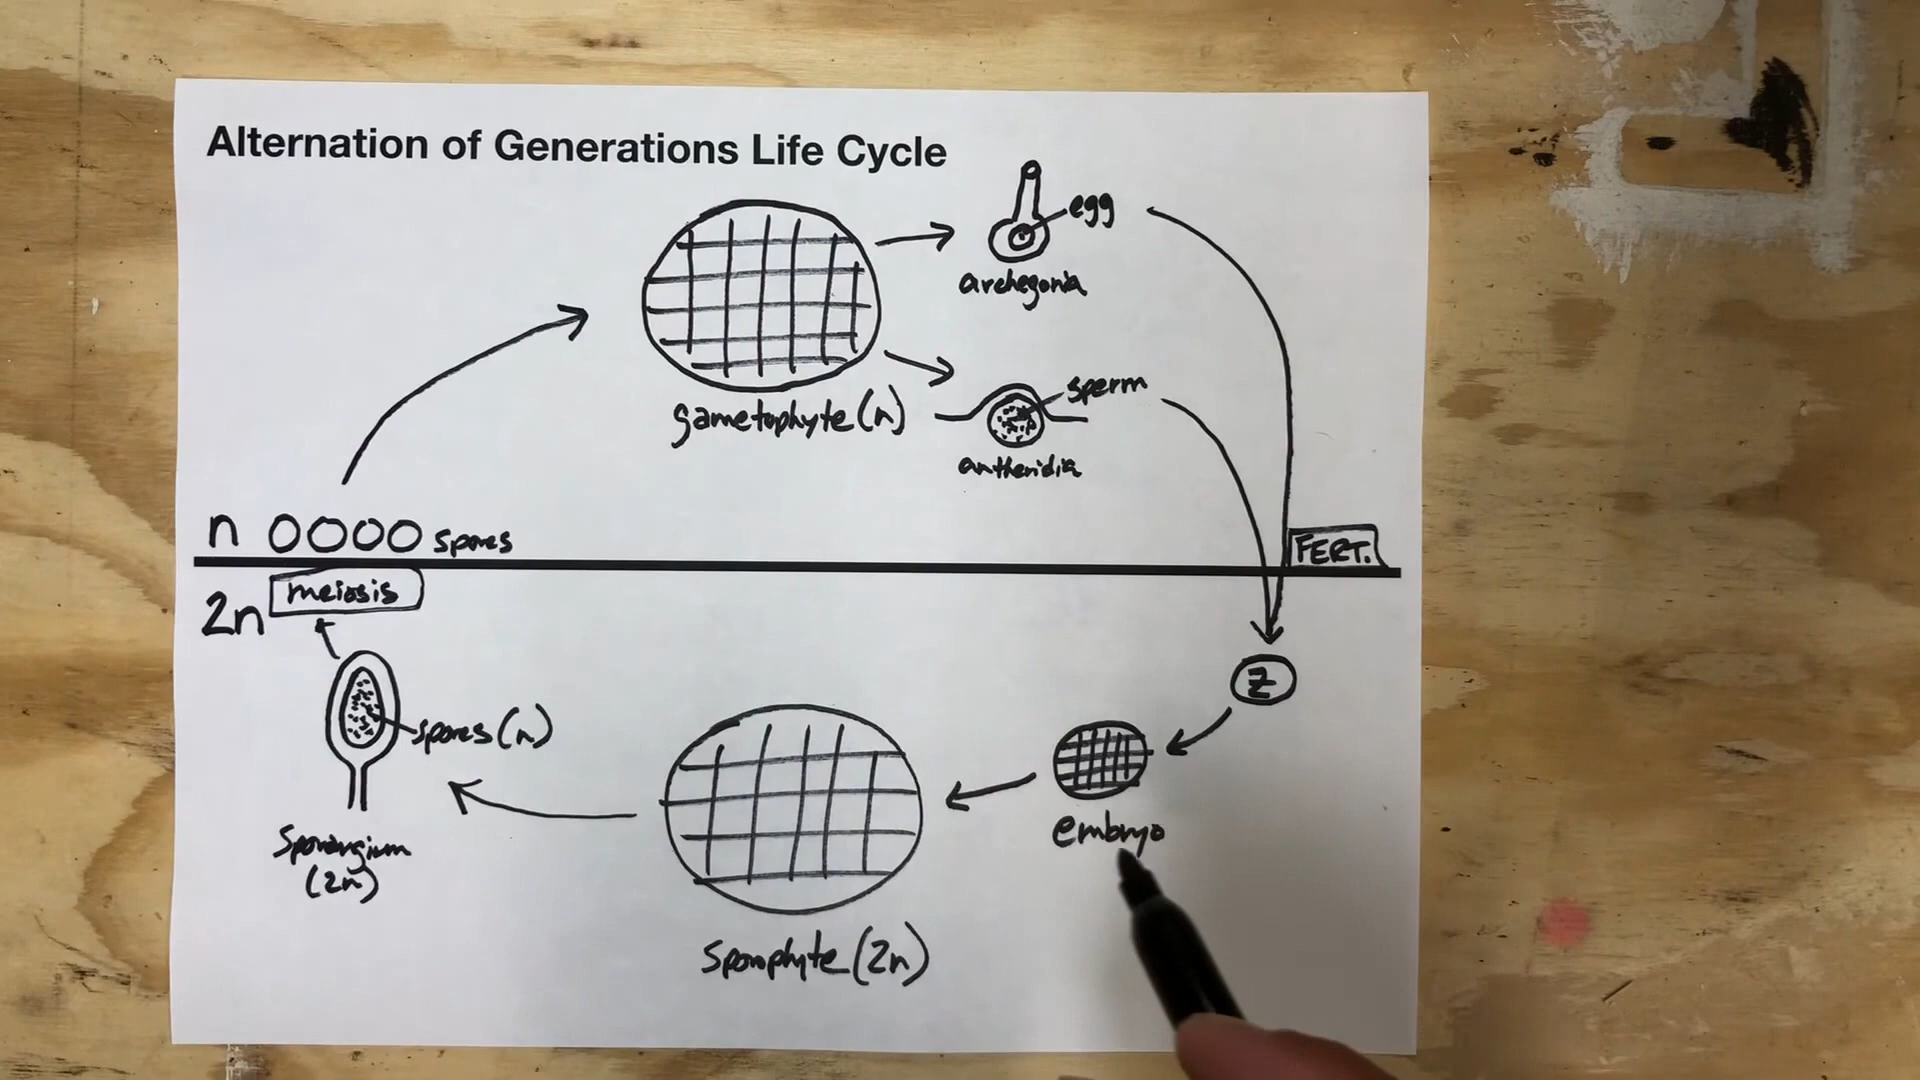 Alternation of Generations Life Cycle
egg
archegonia
sperm
gametophyte (n)
antheridia
n 0000 spores
FERT.
meiosis
2n
Z
spores (n)
embryo
Sporangium
(2n)
Sporophyte (2n)